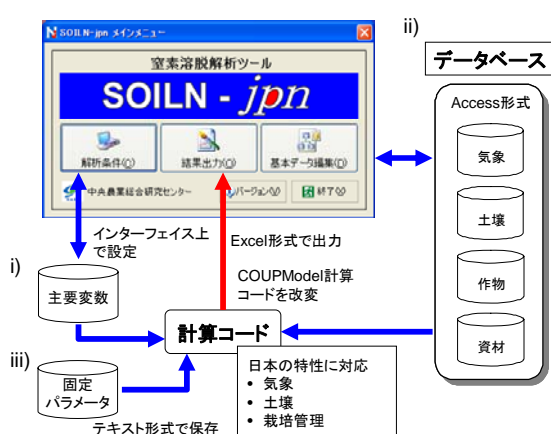 SOILN-jpn メインメニュー
窒素溶脱解析ツール
SOILN - jpn
解析条件(C)
結果出力(O)
基本データ編集(D)
中央農業総合研究センター
バージョン(V)
終了(X)
ii)
データベース
Access形式
気象
土壌
作物
資材
インターフェイス上
で設定
Excel形式で出力
COUPModel計算
コードを改変
i)
主要変数
計算コード
iii)
固定
パラメータ
テキスト形式で保存
日本の特性に対応
• 気象
• 土壌
• 栽培管理